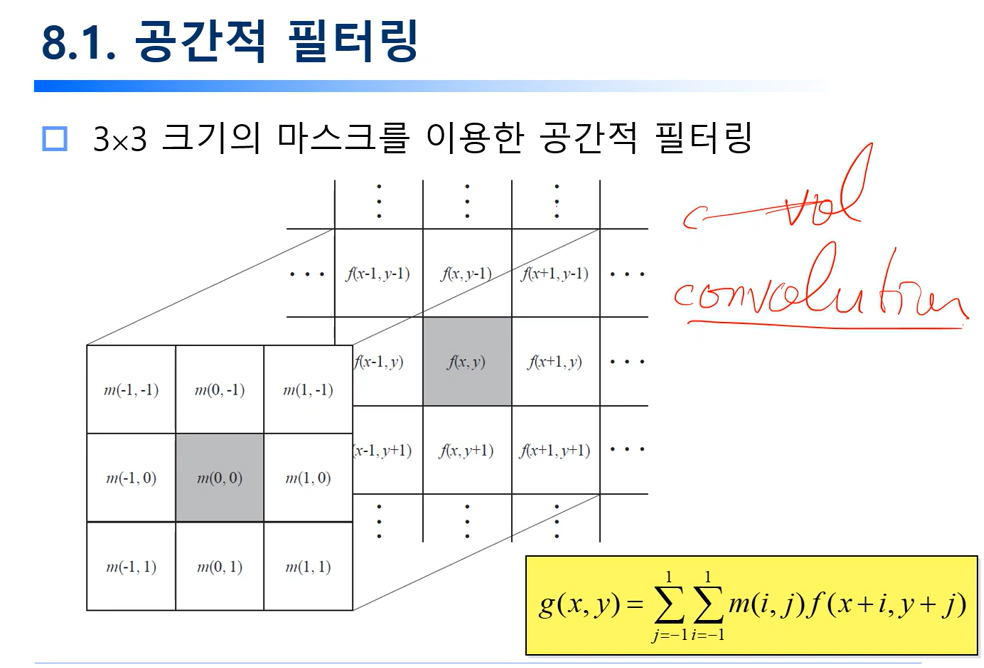 8.1. 공간적 필터링
3×3 크기의 마스크를 이용한 공간적 필터링
c vol
convolution
f(x-1, y-1) f(x, y-1) f(x+1, y-1)
f(x-1, y) f(x, y) f(x+1, y)
(x-1, y+1) f(x, y+1) f(x+1, y+1)
m(-1, -1) m(0, -1) m(1, -1)
m(-1, 0) m(0, 0) m(1, 0)
m(-1, 1) m(0, 1) m(1, 1)
g(x, y) = ∑_{j=-1}^{1} ∑_{i=-1}^{1} m(i, j) f(x + i, y + j)